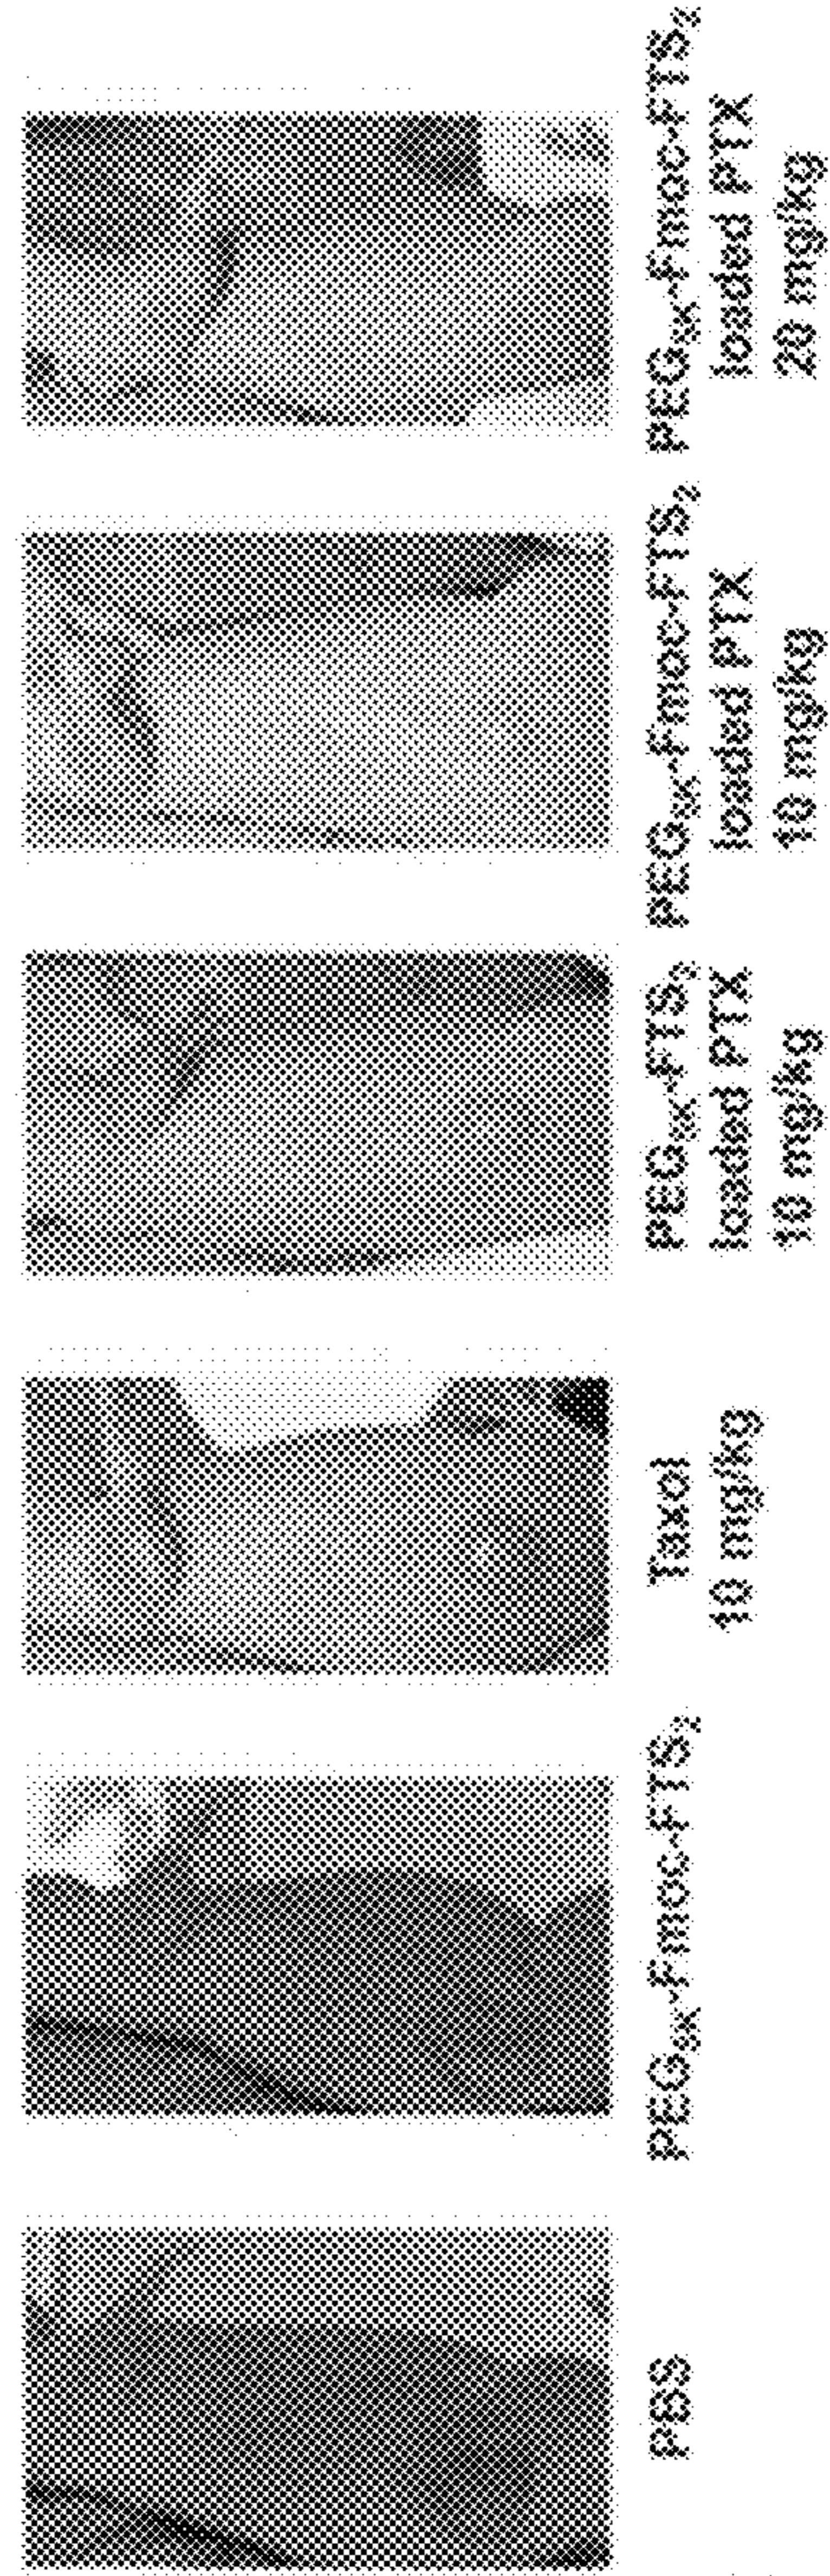 PBS
PEG₅ₖ-Fmoc-FTS₂
Taxol
10 mg/kg
PEG₅ₖ-FTS₂
loaded PTX
10 mg/kg
PEG₅ₖ-Fmoc-FTS₂
loaded PTX
10 mg/kg
PEG₅ₖ-Fmoc-FTS₂
loaded PTX
20 mg/kg